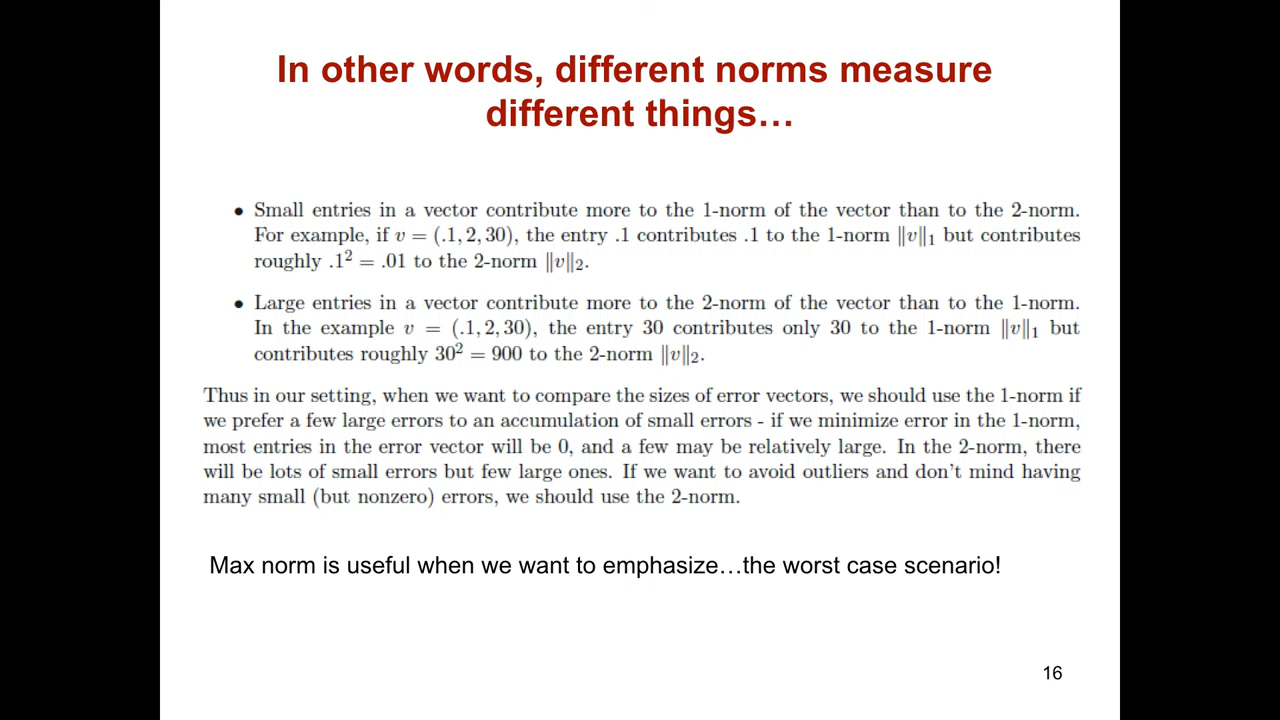 In other words, different norms measure
different things…
• Small entries in a vector contribute more to the 1-norm of the vector than to the 2-norm.
For example, if v = (.1, 2, 30), the entry .1 contributes .1 to the 1-norm ‖v‖₁ but contributes
roughly .1² = .01 to the 2-norm ‖v‖₂.
• Large entries in a vector contribute more to the 2-norm of the vector than to the 1-norm.
In the example v = (.1, 2, 30), the entry 30 contributes only 30 to the 1-norm ‖v‖₁ but
contributes roughly 30² = 900 to the 2-norm ‖v‖₂.
Thus in our setting, when we want to compare the sizes of error vectors, we should use the 1-norm if
we prefer a few large errors to an accumulation of small errors - if we minimize error in the 1-norm,
most entries in the error vector will be 0, and a few may be relatively large. In the 2-norm, there
will be lots of small errors but few large ones. If we want to avoid outliers and don't mind having
many small (but nonzero) errors, we should use the 2-norm.
Max norm is useful when we want to emphasize…the worst case scenario!
16